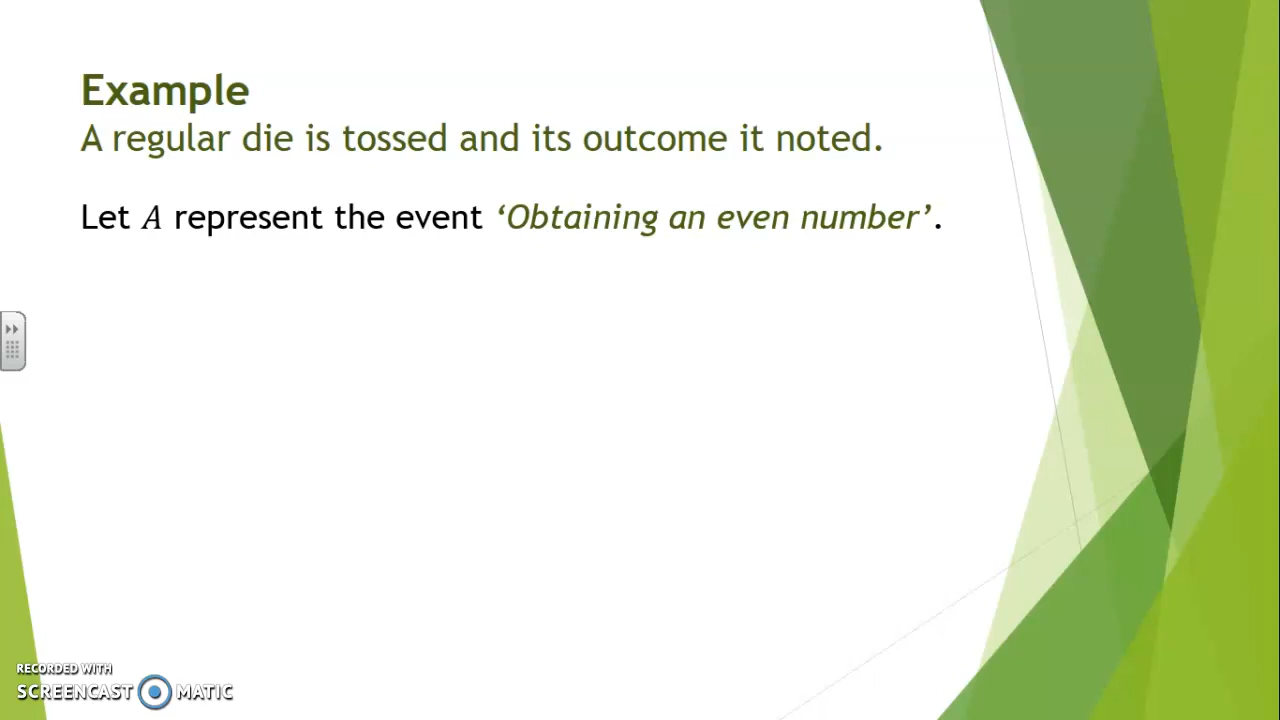 Example
A regular die is tossed and its outcome it noted.
Let A represent the event ‘Obtaining an even number’.
RECORDED WITH
SCREENCAST MATIC